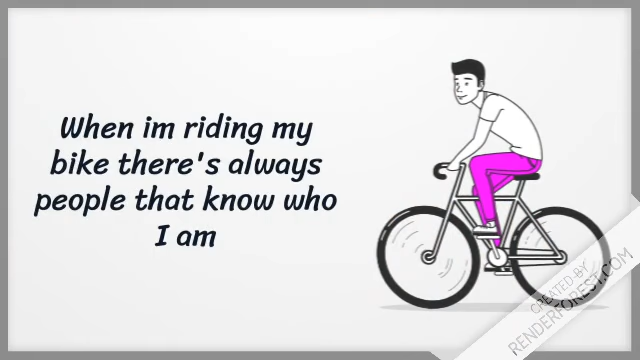 When im riding my
bike there's always
people that know who
I am
CREATED BY
RENDERFOREST.COM